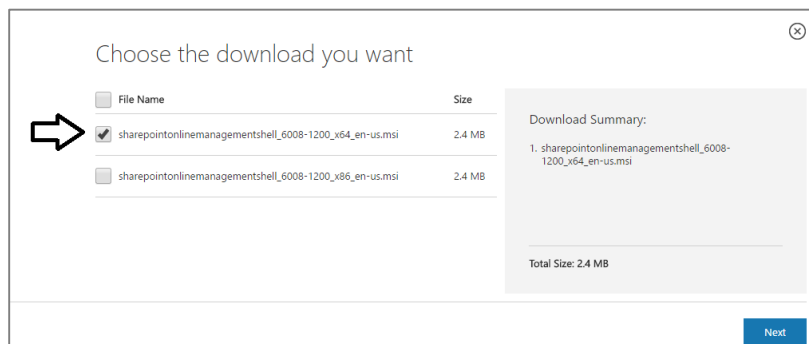 Choose the download you want
File Name Size
sharepointonlinemanagementshell_6008-1200_x64_en-us.msi 2.4 MB
sharepointonlinemanagementshell_6008-1200_x86_en-us.msi 2.4 MB
Download Summary:
1. sharepointonlinemanagementshell_6008-
1200_x64_en-us.msi
Total Size: 2.4 MB
Next